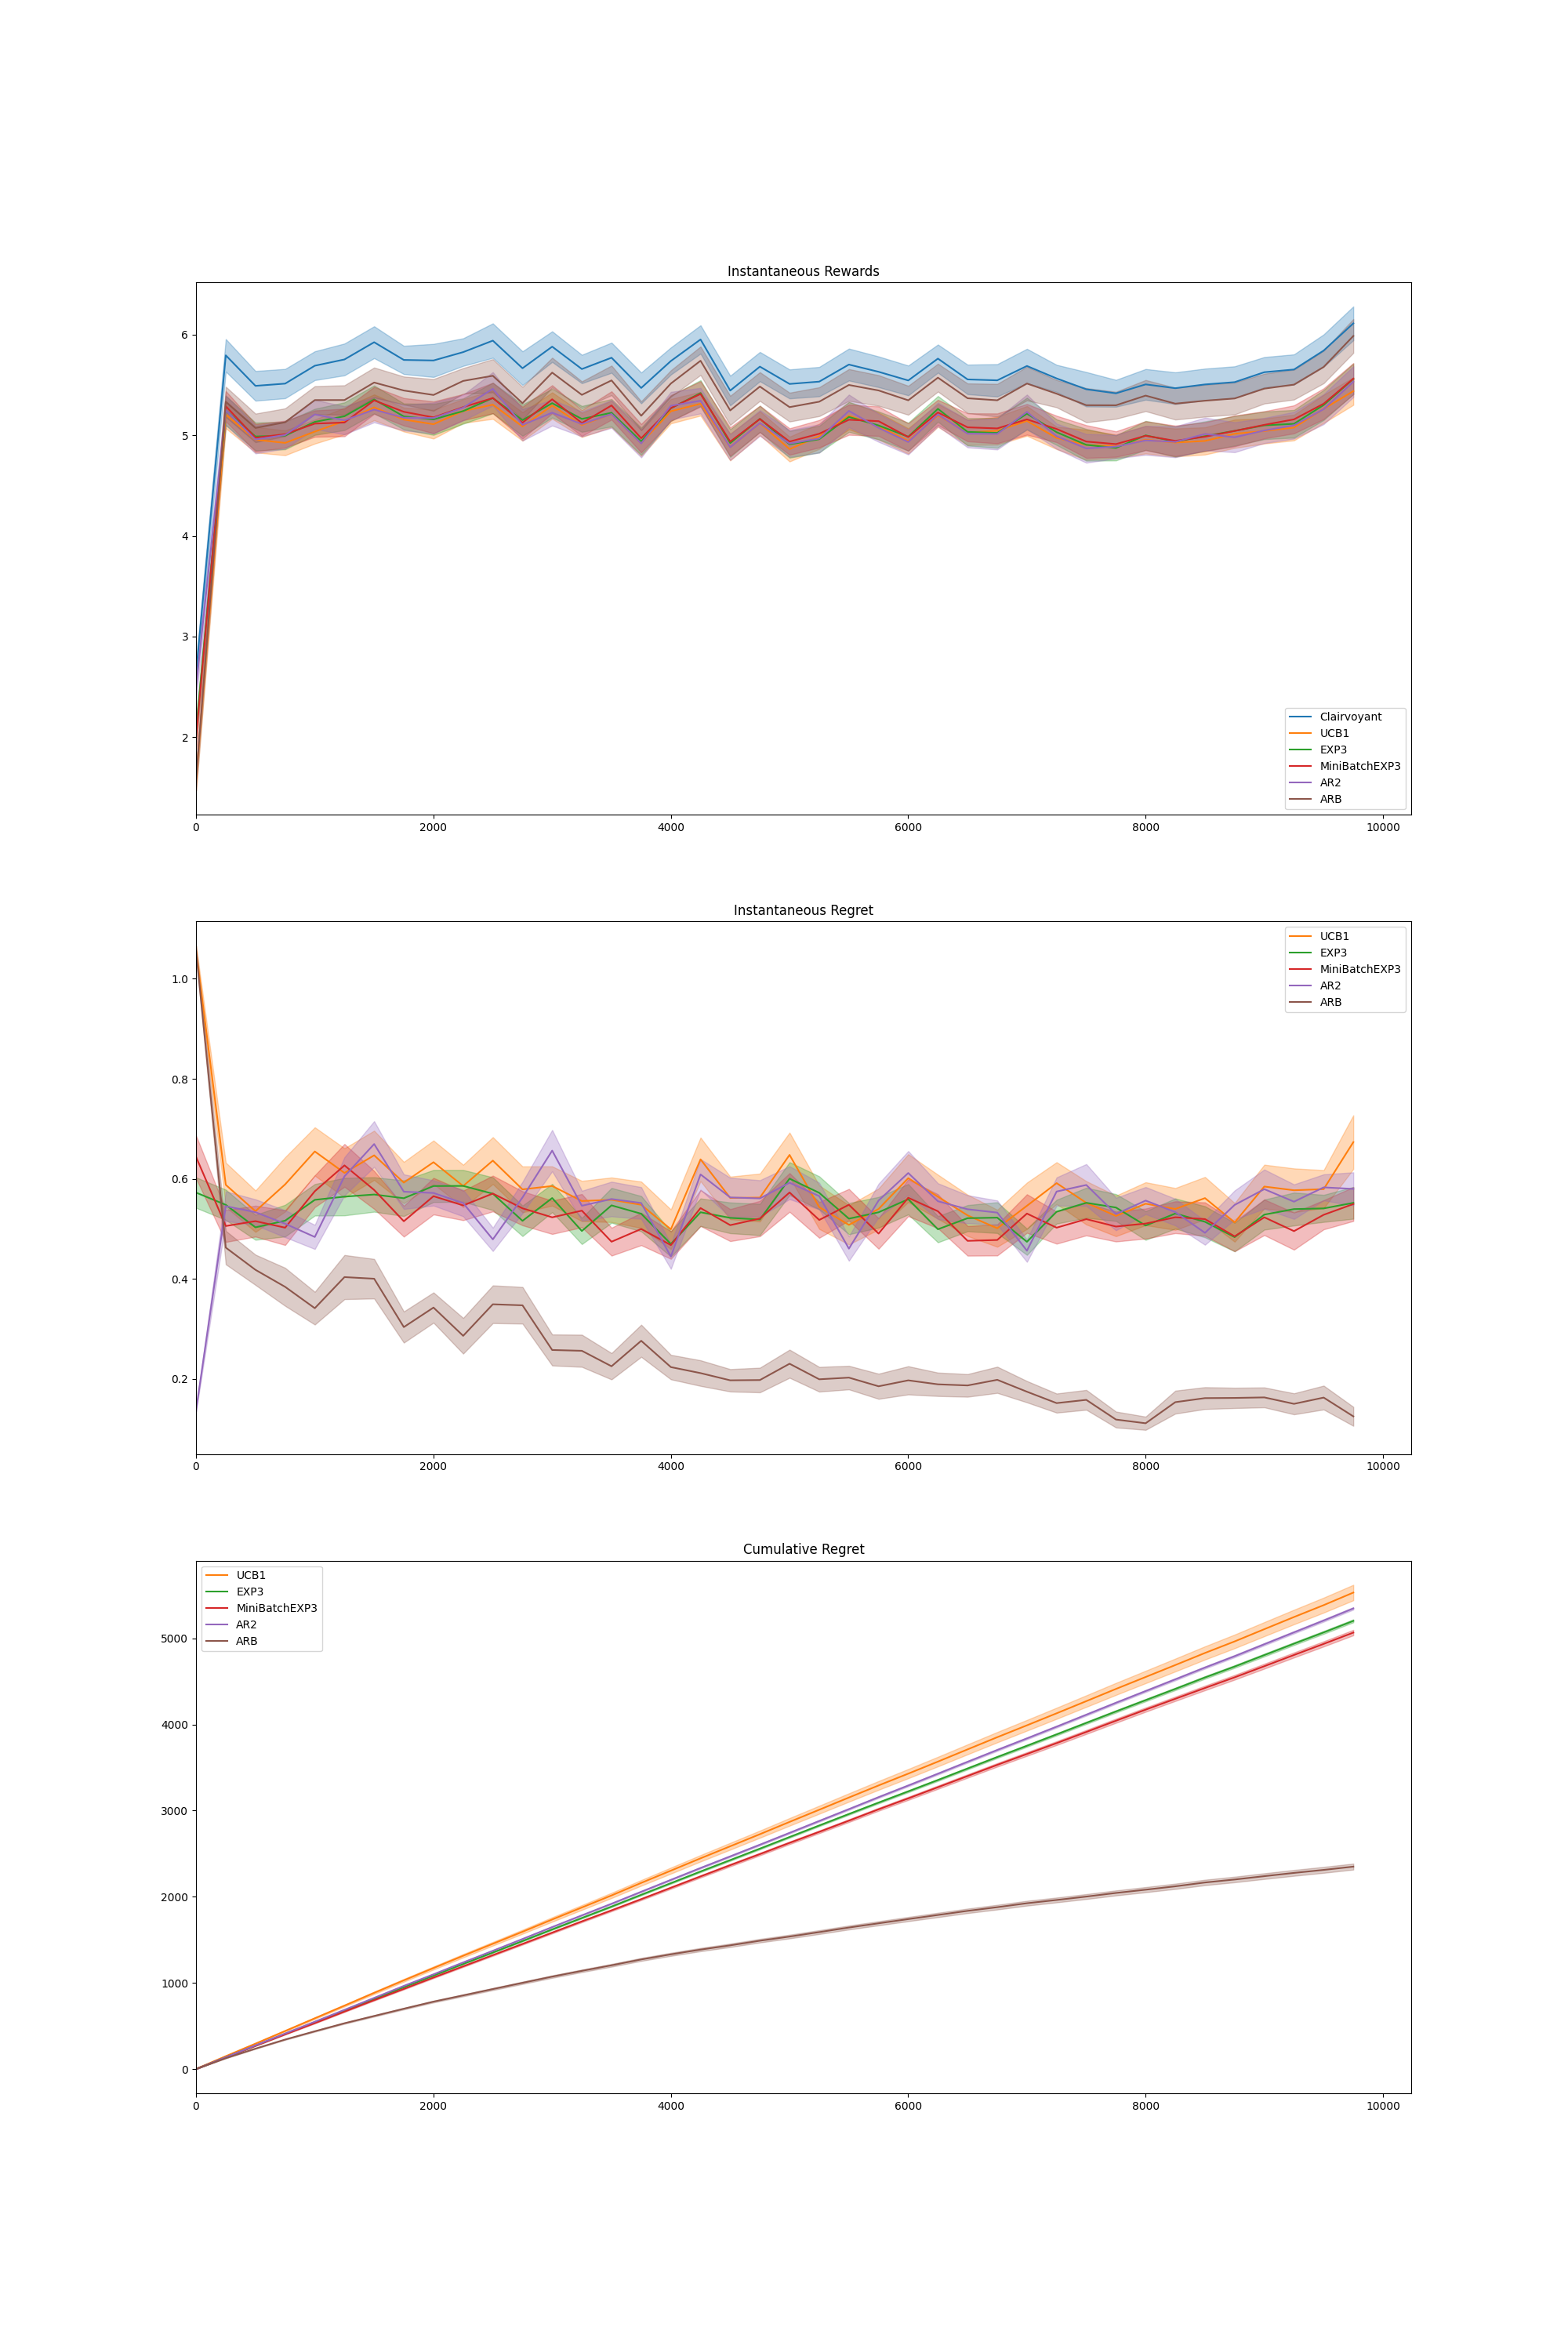 Instantaneous Rewards
6
5
4
3
2
Clairvoyant
UCB1
EXP3
MiniBatchEXP3
AR2
ARB
0 2000 4000 6000 8000 10000
Instantaneous Regret
1.0
0.8
0.6
0.4
0.2
UCB1
EXP3
MiniBatchEXP3
AR2
ARB
0 2000 4000 6000 8000 10000
Cumulative Regret
UCB1
EXP3
MiniBatchEXP3
AR2
ARB
5000
4000
3000
2000
1000
0
0 2000 4000 6000 8000 10000